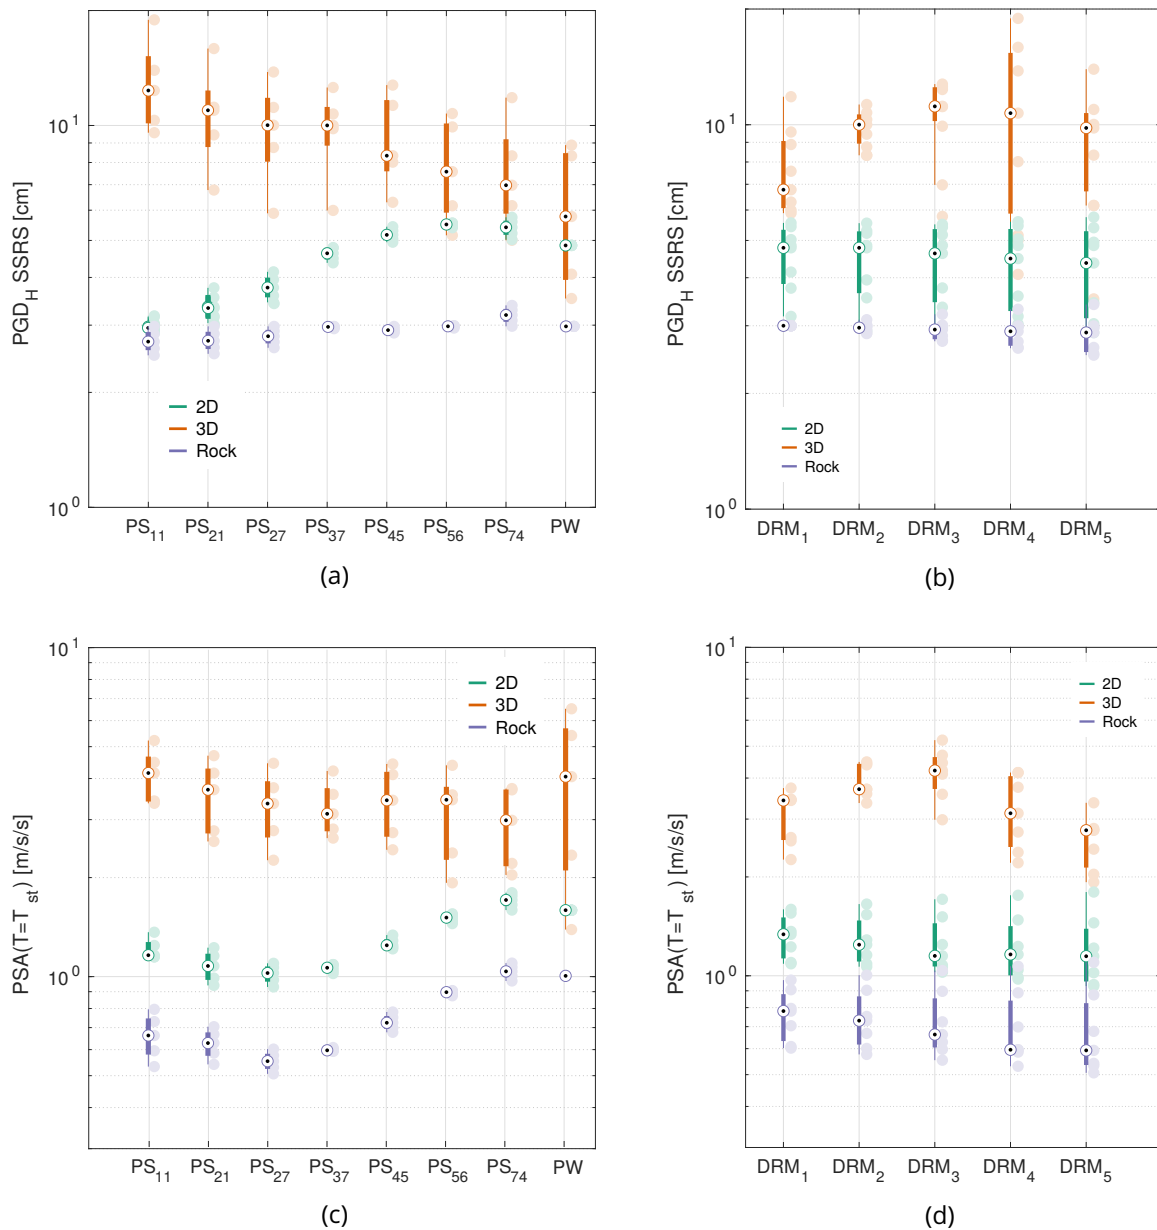 PGD_H SSRS [cm]
10^1
10^0
2D
3D
Rock
PS_11 PS_21 PS_27 PS_37 PS_45 PS_56 PS_74 PW
(a)
PGD_H SSRS [cm]
10^1
10^0
2D
3D
Rock
DRM_1 DRM_2 DRM_3 DRM_4 DRM_5
(b)
PSA(T=T_st) [m/s/s]
10^1
10^0
2D
3D
Rock
PS_11 PS_21 PS_27 PS_37 PS_45 PS_56 PS_74 PW
(c)
PSA(T=T_st) [m/s/s]
10^1
10^0
2D
3D
Rock
DRM_1 DRM_2 DRM_3 DRM_4 DRM_5
(d)